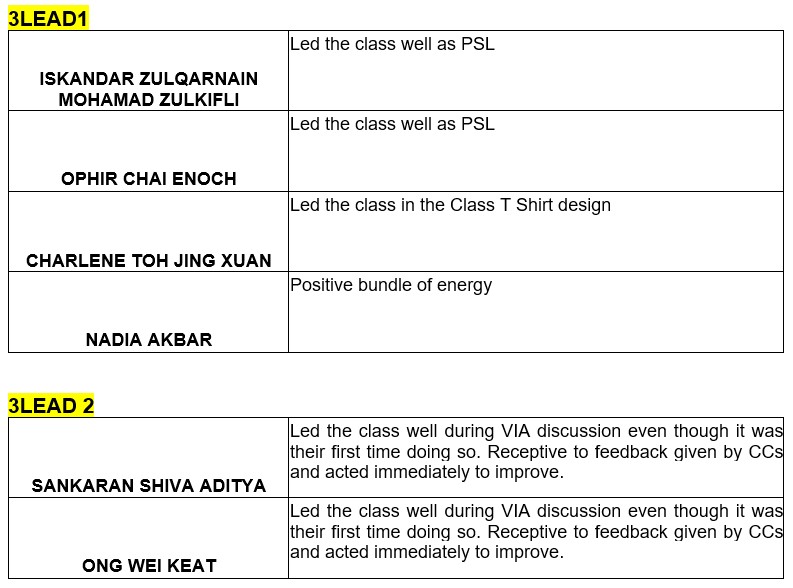 3LEAD1
Led the class well as PSL
ISKANDAR ZULQARNAIN
MOHAMAD ZULKIFLI
Led the class well as PSL
OPHIR CHAI ENOCH
Led the class in the Class T Shirt design
CHARLENE TOH JING XUAN
Positive bundle of energy
NADIA AKBAR
3LEAD 2
Led the class well during VIA discussion even though it was
their first time doing so. Receptive to feedback given by CCs
and acted immediately to improve.
SANKARAN SHIVA ADITYA
Led the class well during VIA discussion even though it was
their first time doing so. Receptive to feedback given by CCs
and acted immediately to improve.
ONG WEI KEAT